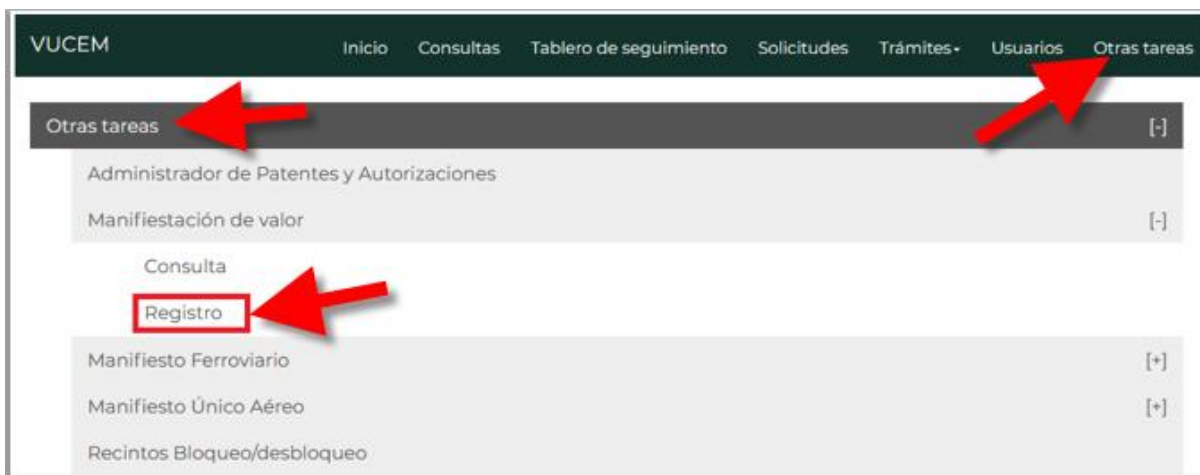 VUCEM Inicio Consultas Tablero de seguimiento Solicitudes Trámites Usuarios Otras tareas
Otras tareas [-]
Administrador de Patentes y Autorizaciones
Manifiestación de valor [-]
Consulta
Registro
Manifiesto Ferroviario [+]
Manifiesto Único Aéreo [+]
Recintos Bloqueo/desbloqueo